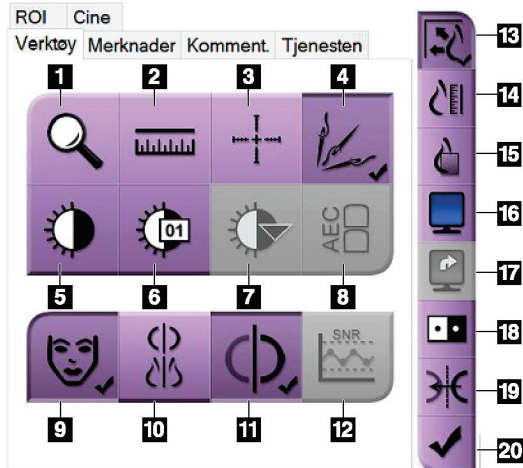 ROI Cine
Verktøy Merknader Komment. Tjenesten
1 2 3 4
01
AEC
5 6 7 8
SNR
9 10 11 12
13
14
15
16
17
18
19
20